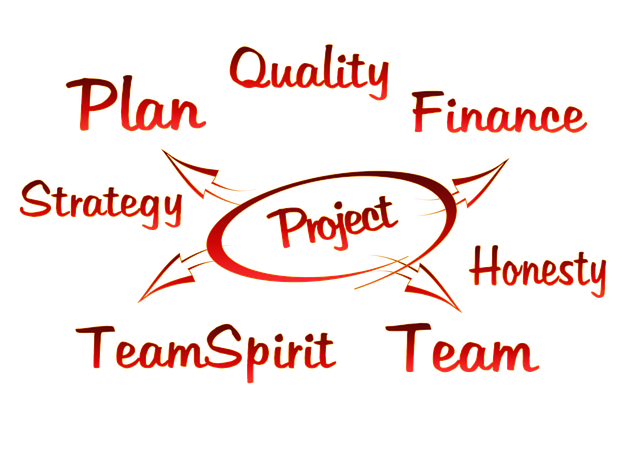 Quality
Plan
Finance
Strategy
Project
Honesty
TeamSpirit
Team